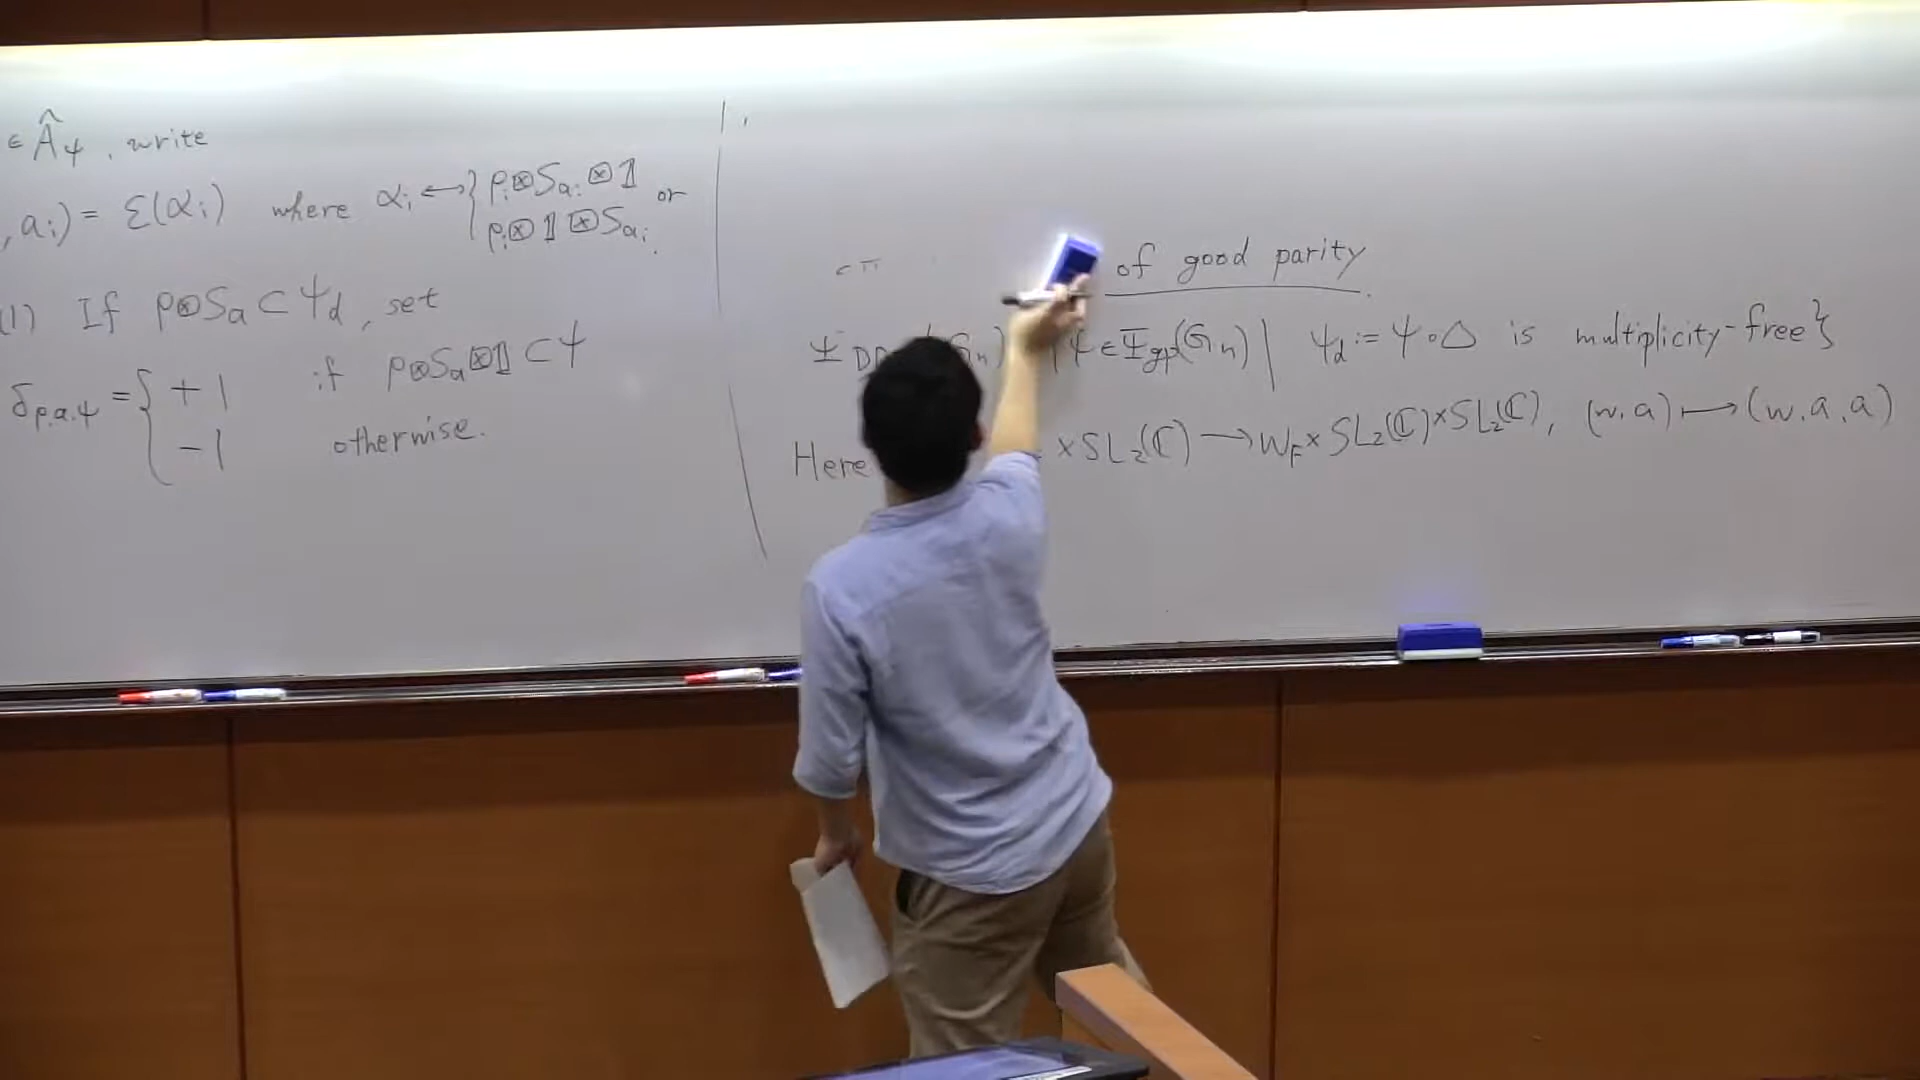 ∈ Â_ψ , write
, a_i) = ε(α_i) where α_i ↔ { ρ_i⊠S_{a_i}⊠𝟙 or
ρ_i⊠𝟙⊠S_{a_i} .
(1) If ρ⊠S_a ⊂ ψ_d , set
δ_{ρ,a,ψ} = { +1 if ρ⊠S_a⊠𝟙 ⊂ ψ
-1 otherwise.
of good parity .
ψ ∈ Ψ_{gp}(G_n) | ψ_d := ψ∘Δ is multiplicity-free }
Here × SL_2(ℂ) → W_F × SL_2(ℂ) × SL_2(ℂ), (w, a) ↦ (w, a, a)